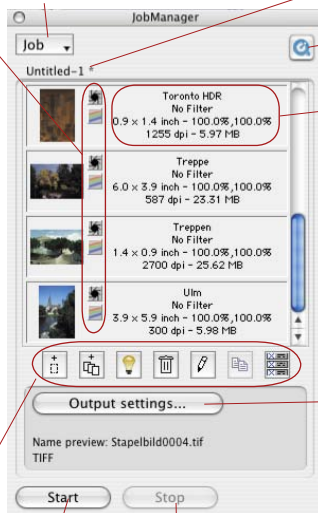 JobManager
Job
Untitled-1 *
Toronto HDR
No Filter
0.9 x 1.4 inch - 100.0%,100.0%
1255 dpi - 5.97 MB
Treppe
No Filter
6.0 x 3.9 inch - 100.0%,100.0%
587 dpi - 23.31 MB
Treppen
No Filter
1.4 x 0.9 inch - 100.0%,100.0%
2700 dpi - 25.62 MB
Ulm
No Filter
3.9 x 5.9 inch - 100.0%,100.0%
300 dpi - 5.98 MB
Output settings...
Name preview: Stapelbild0004.tif
TIFF
Start
Stop